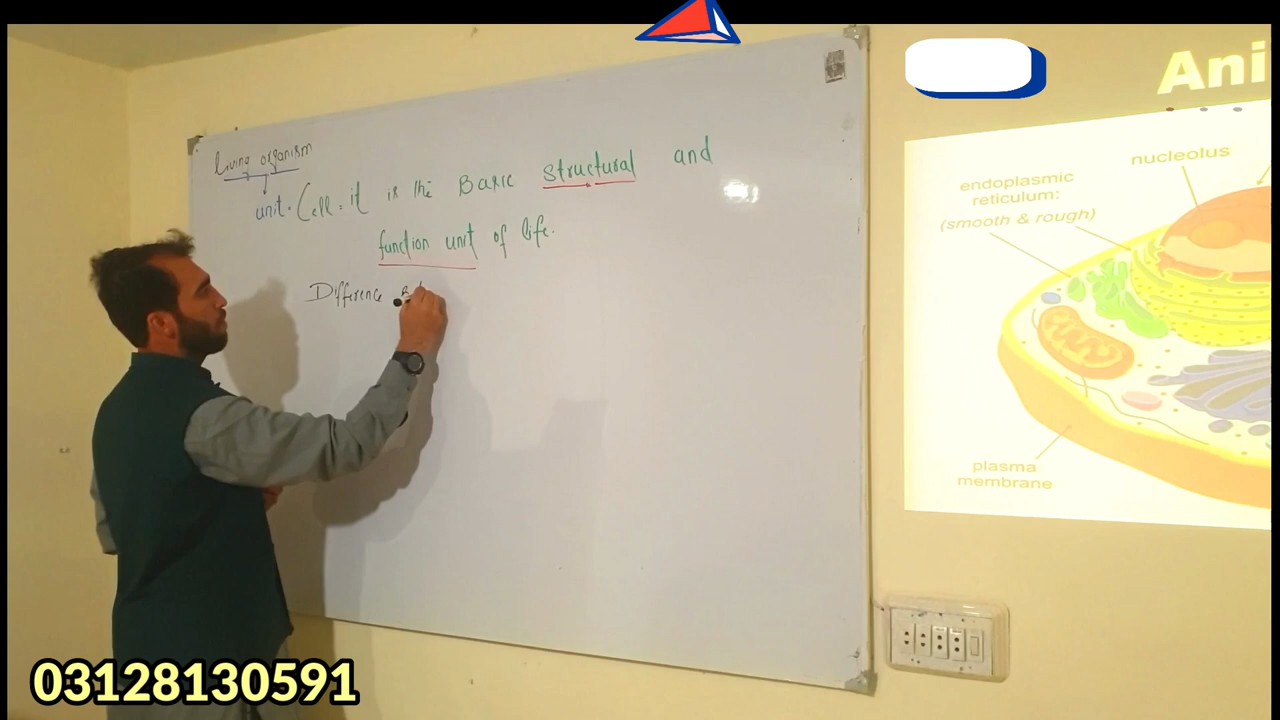 Living organism
unit. Cell = it is the Basic structural and
function unit of life.
Difference
Ani
nucleolus
endoplasmic
reticulum:
(smooth & rough)
plasma
membrane
03128130591